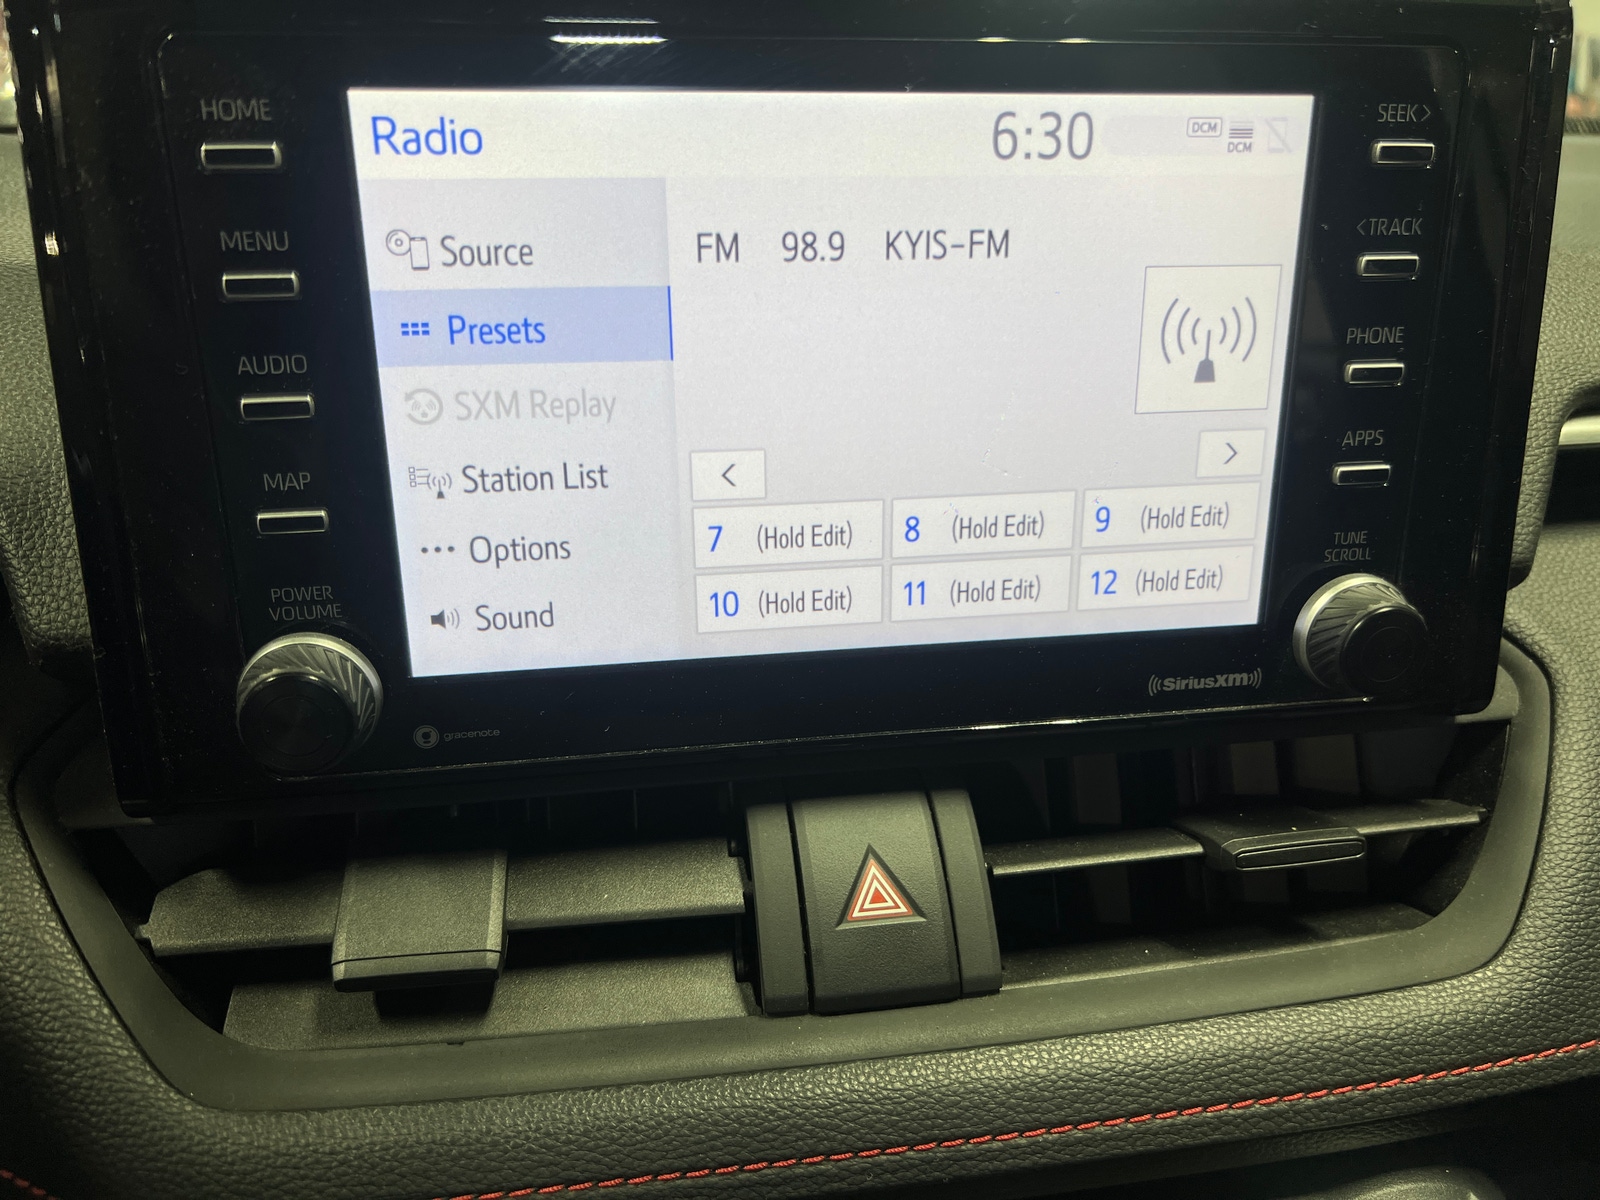 HOME
MENU
AUDIO
MAP
POWER
VOLUME
Radio
6:30
DCM
DCM
Source
Presets
SXM Replay
Station List
Options
Sound
FM 98.9 KYIS-FM
<
>
7 (Hold Edit)
8 (Hold Edit)
9 (Hold Edit)
10 (Hold Edit)
11 (Hold Edit)
12 (Hold Edit)
SEEK>
<TRACK
PHONE
APPS
TUNE
SCROLL
gracenote
((SiriusXM))